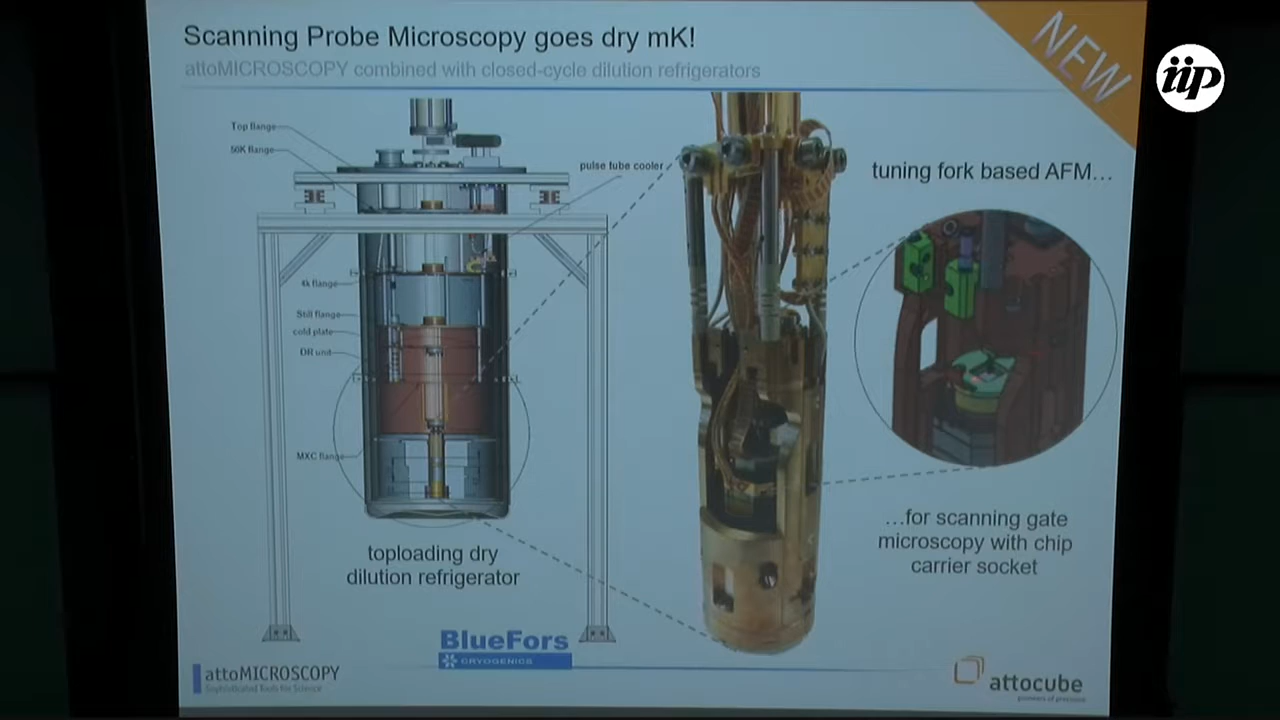 Scanning Probe Microscopy goes dry mK!
attoMICROSCOPY combined with closed-cycle dilution refrigerators
NEW
iip
Top flange
50K flange
pulse tube cooler
tuning fork based AFM...
4k flange
Still flange
cold plate
DR unit
MXC flange
...for scanning gate
microscopy with chip
carrier socket
toploading dry
dilution refrigerator
BlueFors
CRYOGENICS
attoMICROSCOPY
Sophisticated Tools for Science
attocube
pioneers of precision